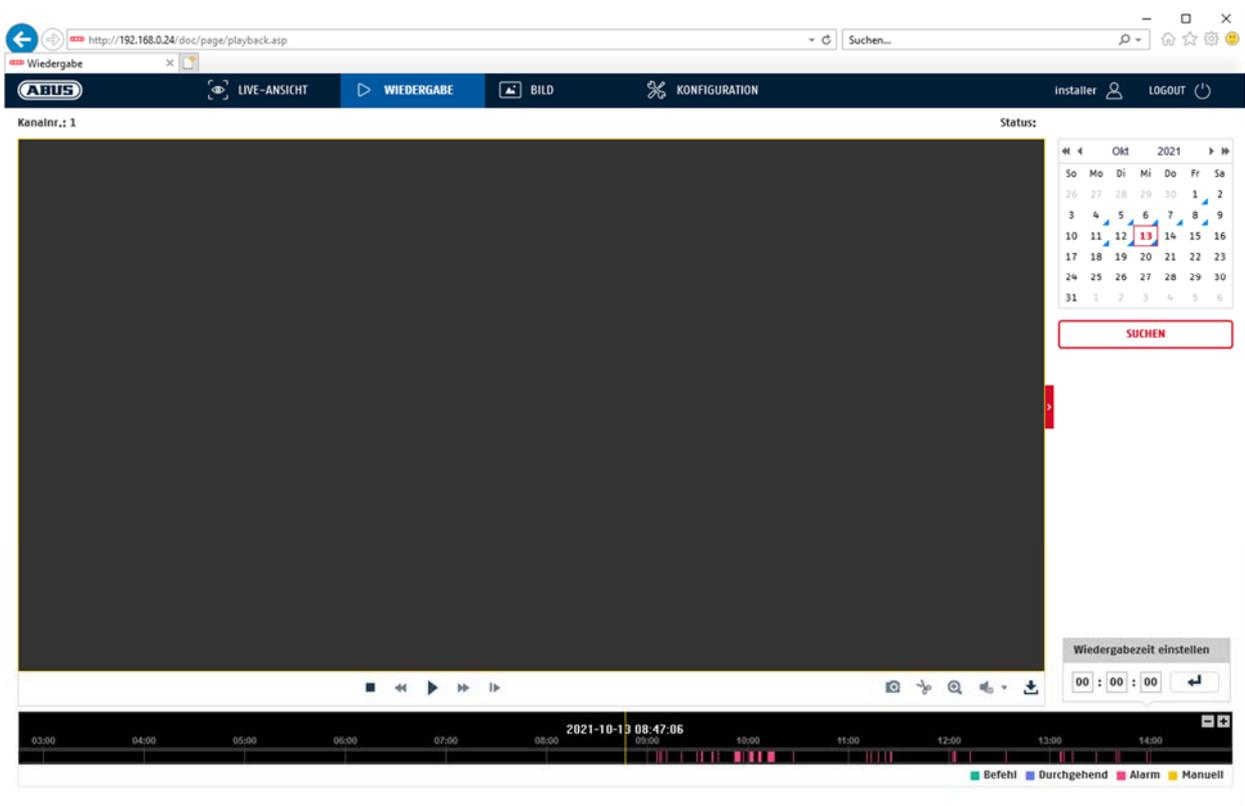 http://192.168.0.24/doc/page/playback.asp
Suchen...
Wiedergabe
ABUS LIVE-ANSICHT WIEDERGABE BILD KONFIGURATION installer LOGOUT
Kanalnr.: 1 Status:
Okt 2021
So Mo Di Mi Do Fr Sa
26 27 28 29 30 1 2
3 4 5 6 7 8 9
10 11 12 13 14 15 16
17 18 19 20 21 22 23
24 25 26 27 28 29 30
31 1 2 3 4 5 6
SUCHEN
Wiedergabezeit einstellen
00 : 00 : 00
2021-10-13 08:47:06
03:00 04:00 05:00 06:00 07:00 08:00 09:00 10:00 11:00 12:00 13:00 14:00
Befehl Durchgehend Alarm Manuell